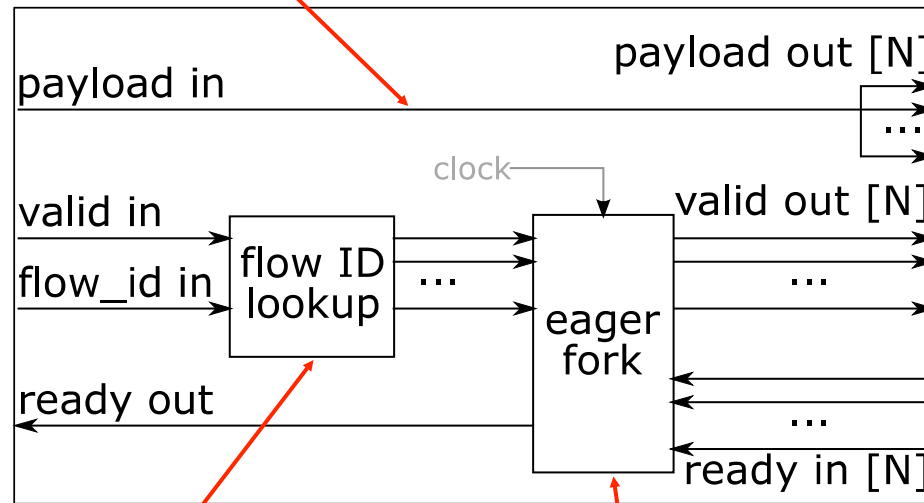 payload out [N]
payload in
...
clock
valid in
valid out [N]
flow ID
lookup
...
...
flow_id in
eager
fork
ready out
...
ready in [N]